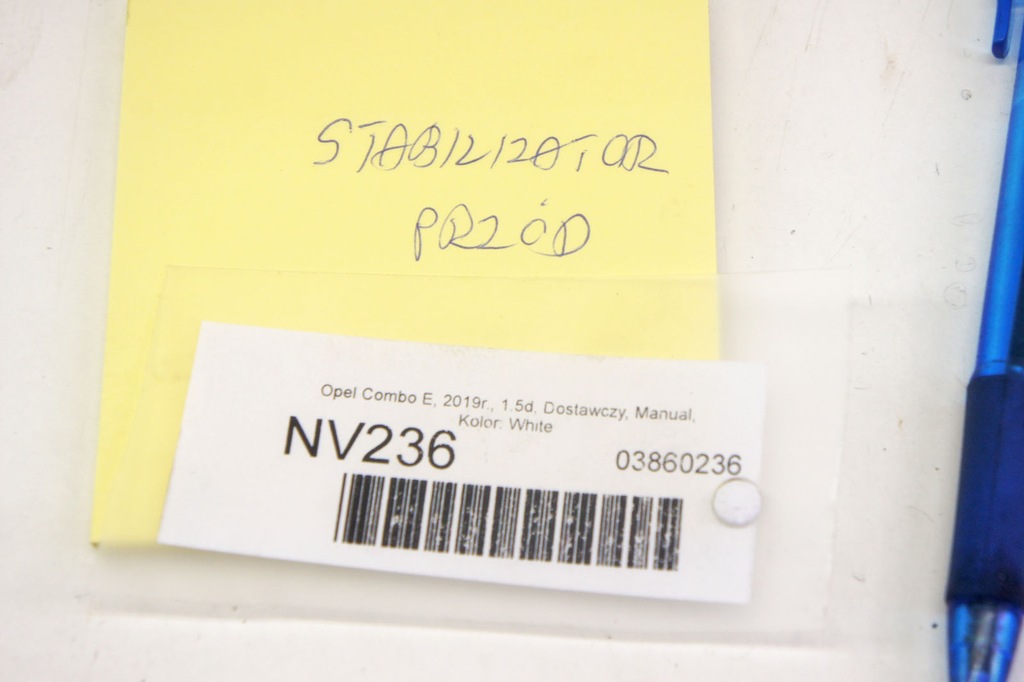 STABILIZATOR
PRZÓD
Opel Combo E, 2019r., 1.5d, Dostawczy, Manual,
Kolor: White
NV236
03860236